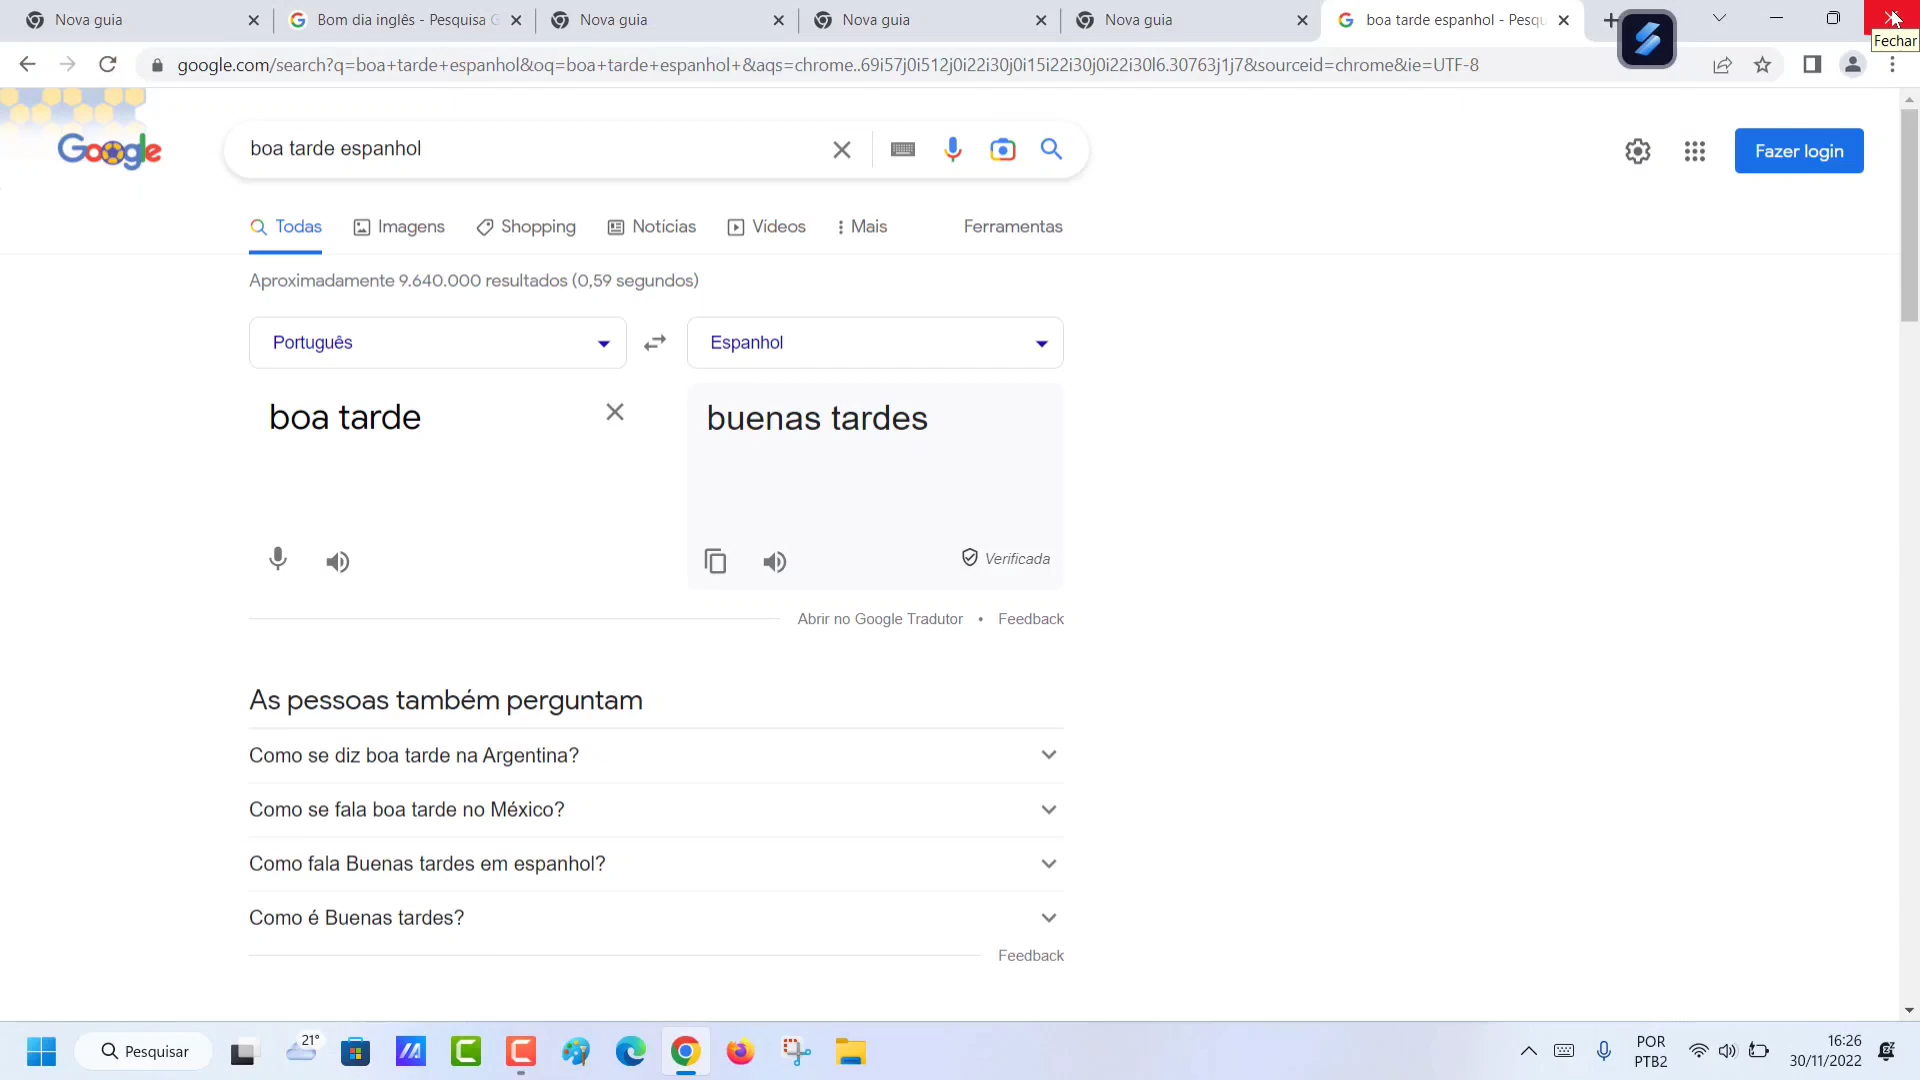 Nova guia
Bom dia inglês - Pesquisa G
Nova guia
Nova guia
Nova guia
boa tarde espanhol - Pesqu
Fechar
google.com/search?q=boa+tarde+espanhol&oq=boa+tarde+espanhol+&aqs=chrome..69i57j0i512j0i22i30j0i15i22i30j0i22i30l6.30763j1j7&sourceid=chrome&ie=UTF-8
Google
boa tarde espanhol
Fazer login
Todas
Imagens
Shopping
Notícias
Vídeos
Mais
Ferramentas
Aproximadamente 9.640.000 resultados (0,59 segundos)
Português
Espanhol
boa tarde
buenas tardes
Verificada
Abrir no Google Tradutor • Feedback
As pessoas também perguntam
Como se diz boa tarde na Argentina?
Como se fala boa tarde no México?
Como fala Buenas tardes em espanhol?
Como é Buenas tardes?
Feedback
Pesquisar
21°
POR
PTB2
16:26
30/11/2022